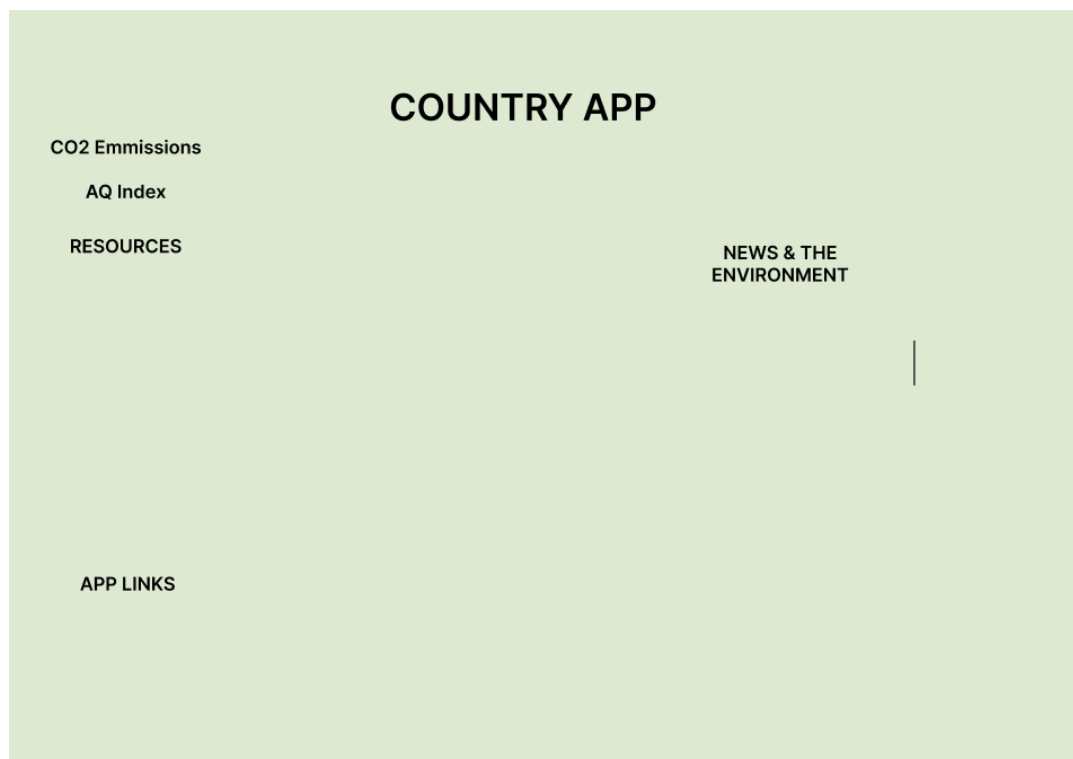 COUNTRY APP
CO2 Emmissions
AQ Index
RESOURCES
NEWS & THE
ENVIRONMENT
APP LINKS